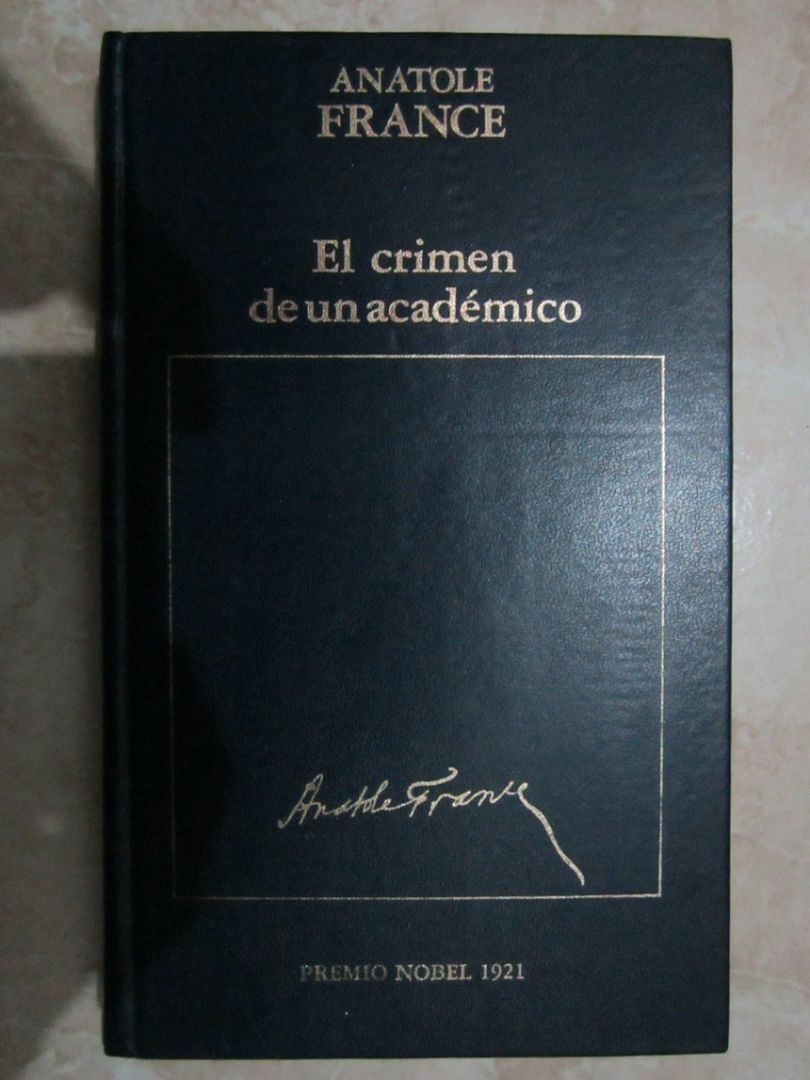 ANATOLE
FRANCE
El crimen
de un académico
Anatole France
PREMIO NOBEL 1921